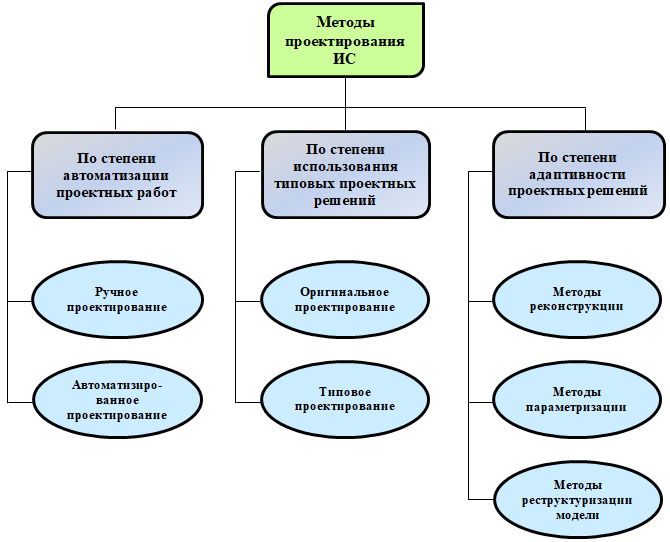 Методы
проектирования
ИС
По степени
автоматизации
проектных работ
По степени
использования
типовых проектных
решений
По степени
адаптивности
проектных решений
Ручное
проектирование
Оригинальное
проектирование
Методы
реконструкции
Автоматизиро-
ванное
проектирование
Типовое
проектирование
Методы
параметризации
Методы
реструктуризации
модели